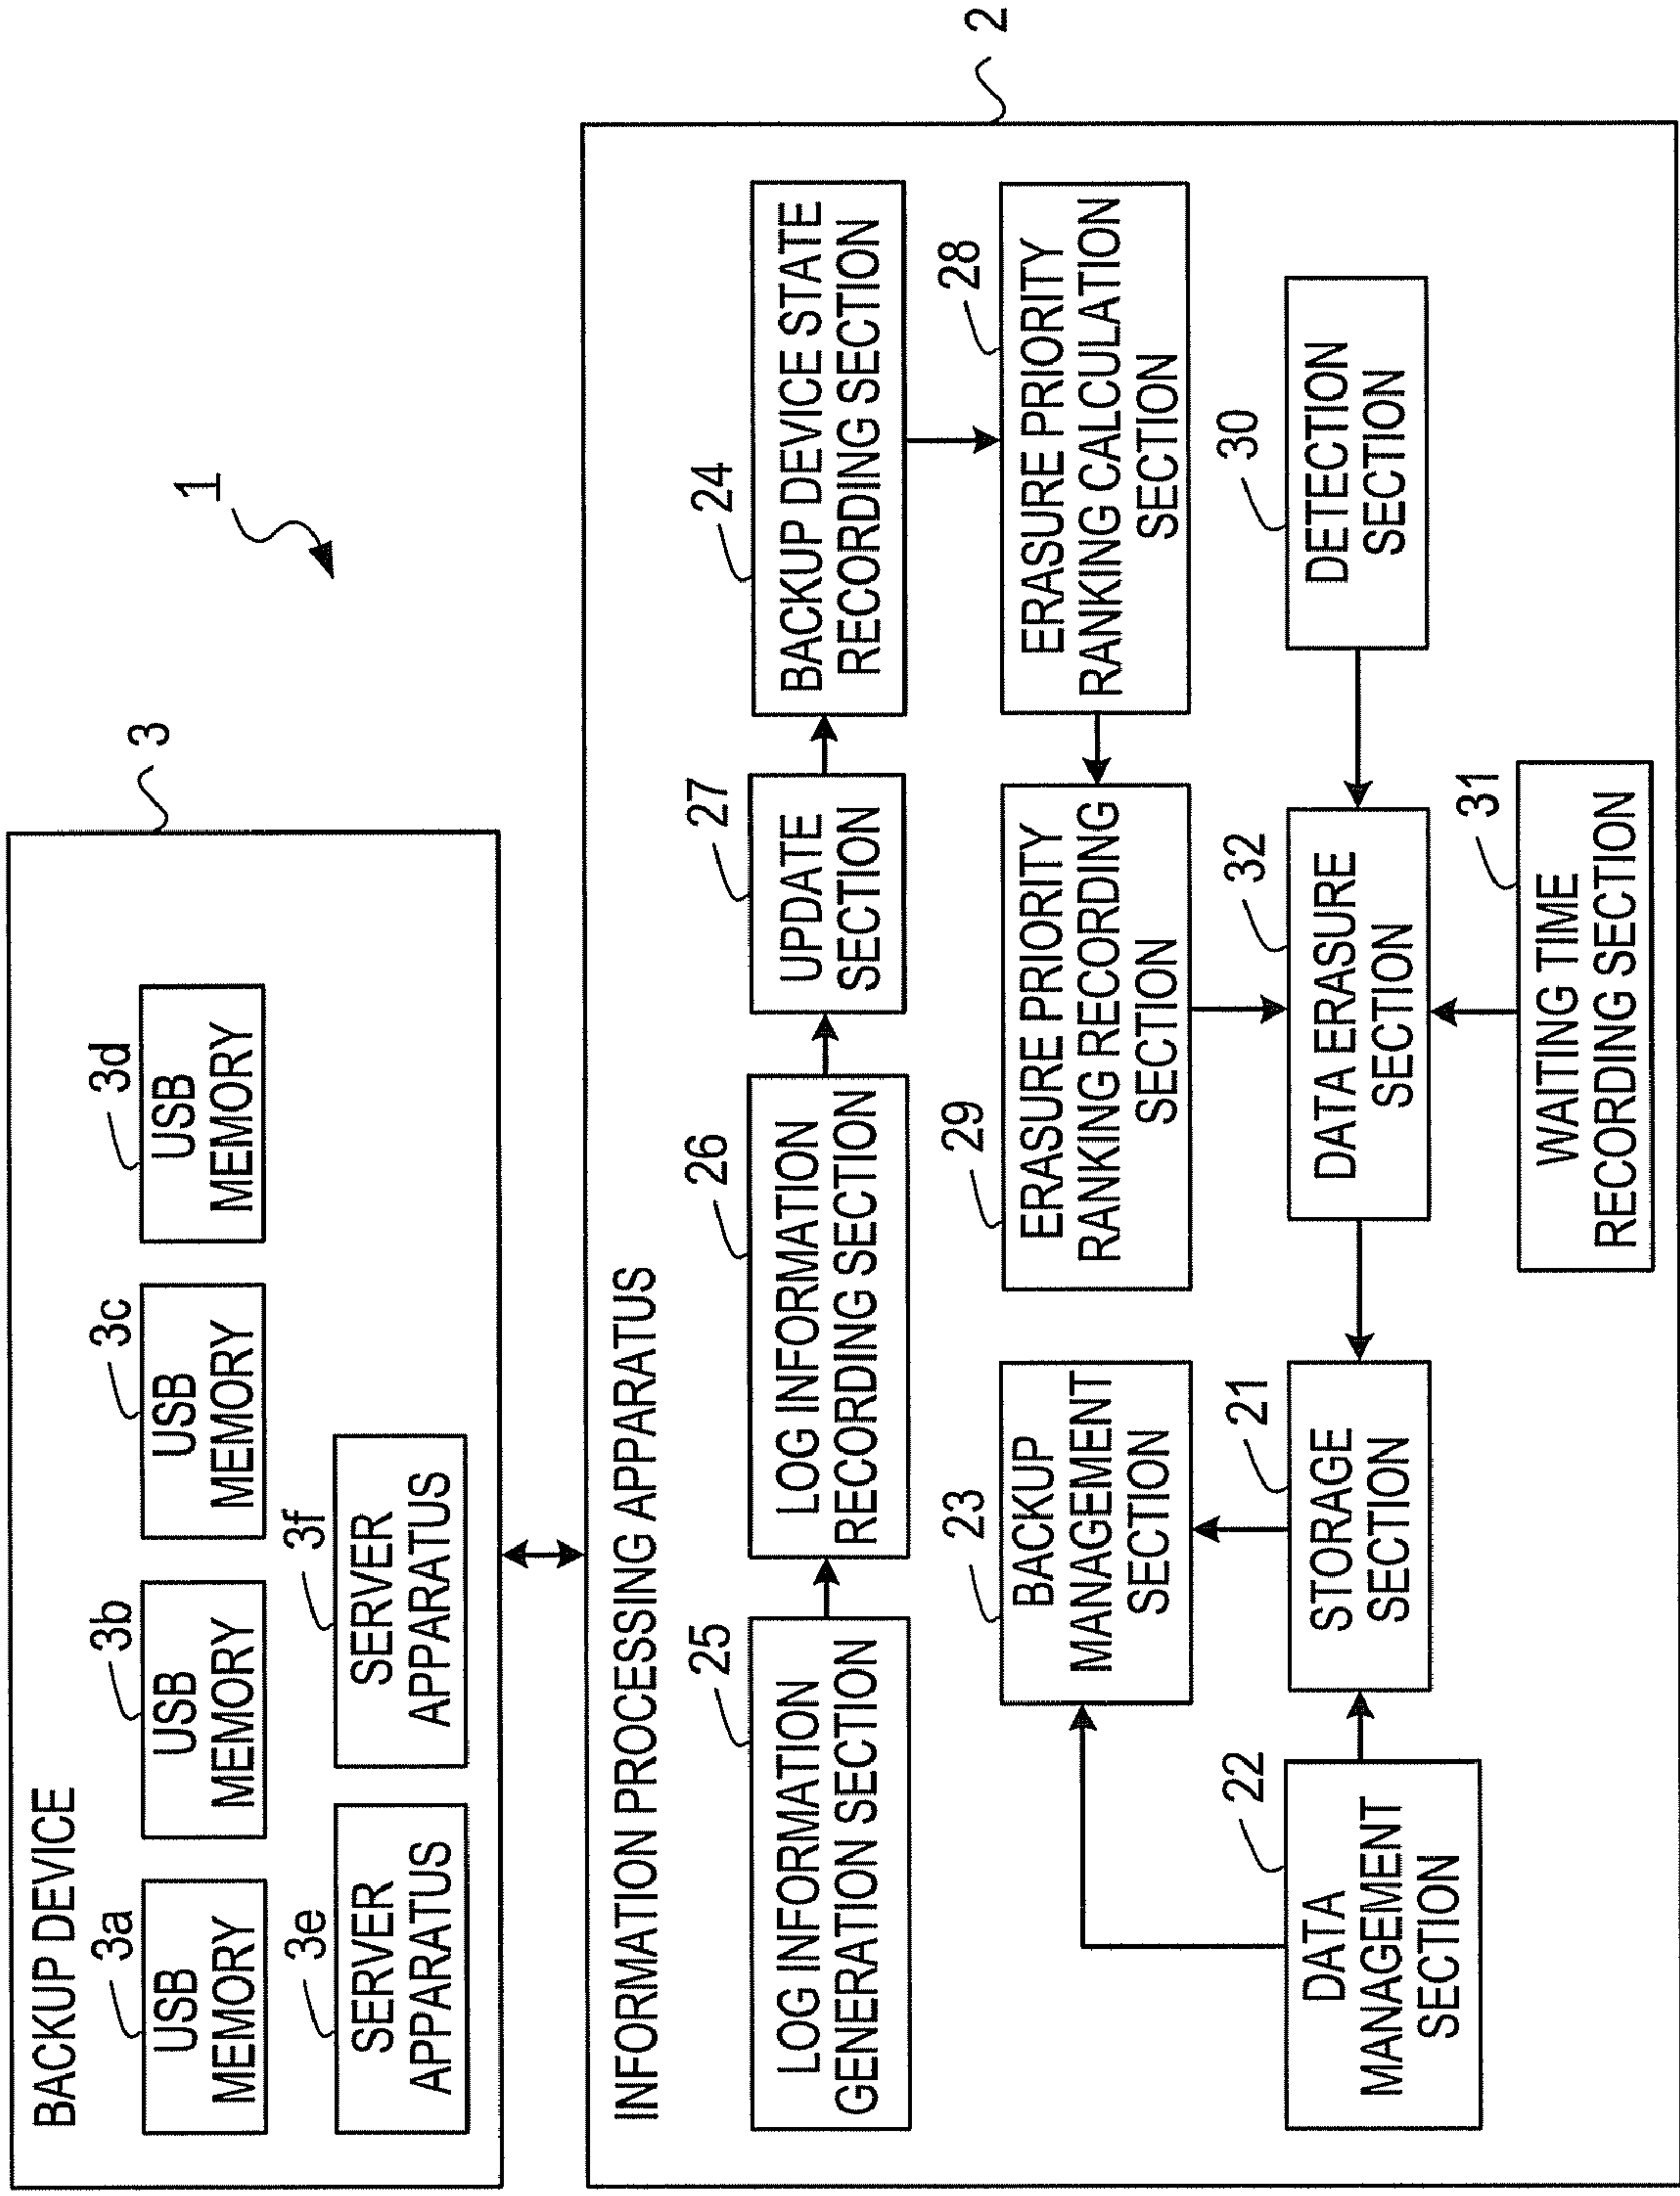 1
3
BACKUP DEVICE
3a
USB
MEMORY
3b
USB
MEMORY
3c
USB
MEMORY
3d
USB
MEMORY
3e
SERVER
APPARATUS
3f
SERVER
APPARATUS
2
INFORMATION PROCESSING APPARATUS
25
LOG INFORMATION
GENERATION SECTION
26
LOG INFORMATION
RECORDING SECTION
27
UPDATE
SECTION
24
BACKUP DEVICE STATE
RECORDING SECTION
23
BACKUP
MANAGEMENT
SECTION
29
ERASURE PRIORITY
RANKING RECORDING
SECTION
28
ERASURE PRIORITY
RANKING CALCULATION
SECTION
22
DATA
MANAGEMENT
SECTION
21
STORAGE
SECTION
32
DATA ERASURE
SECTION
30
DETECTION
SECTION
31
WAITING TIME
RECORDING SECTION